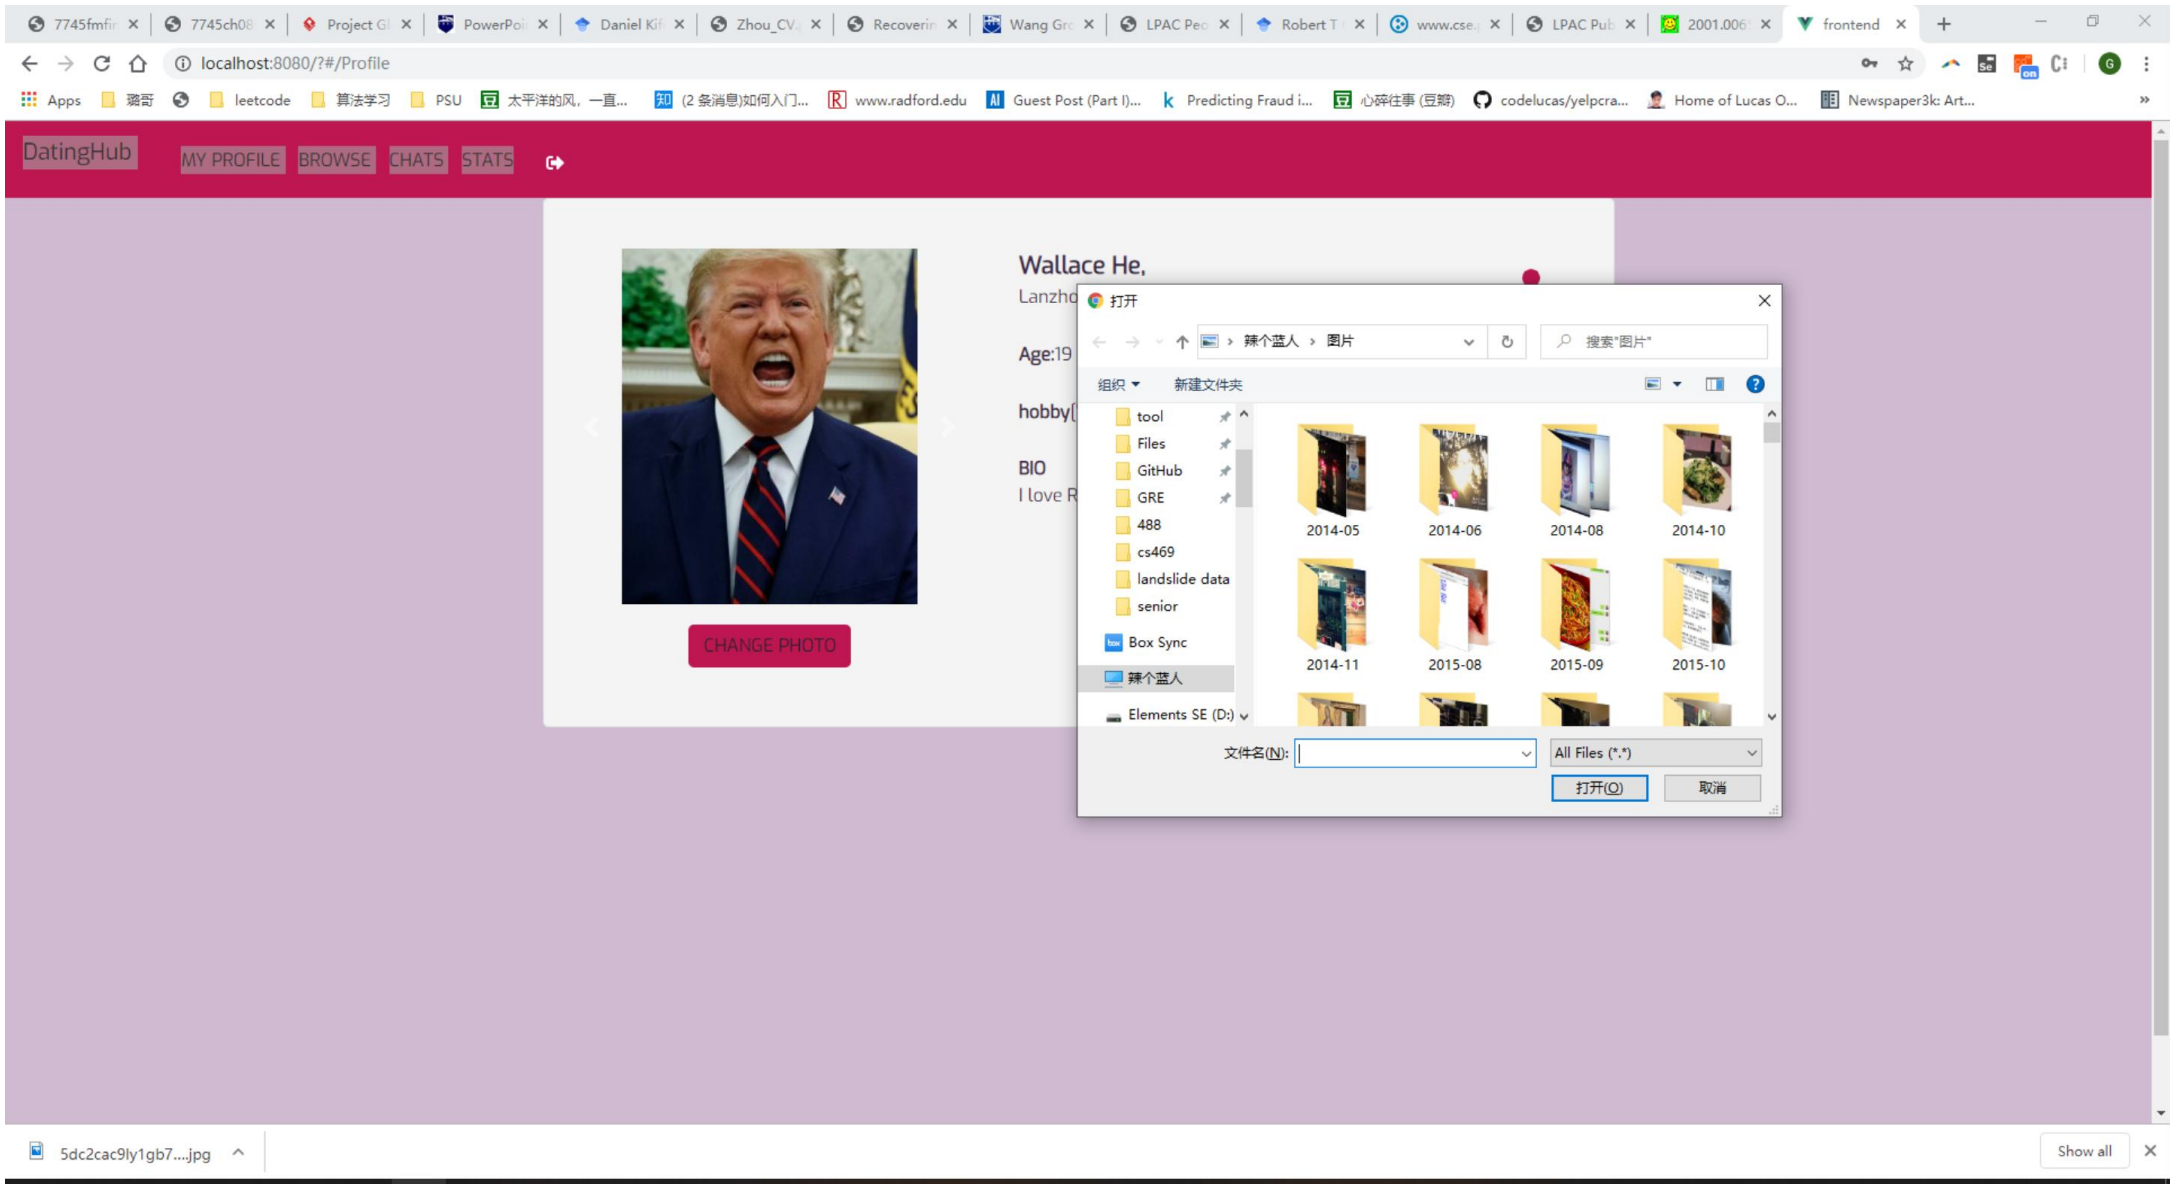 7745fmfir
7745ch08
Project Gl
PowerPoi
Daniel Kif
Zhou_CV.
Recoverin
Wang Gro
LPAC Peo
Robert T
www.cse.
LPAC Pub
2001.006
frontend
localhost:8080/?#/Profile
Apps
璐哥
leetcode
算法学习
PSU
太平洋的风，一直...
(2 条消息)如何入门...
www.radford.edu
Guest Post (Part I)...
Predicting Fraud i...
心碎往事 (豆瓣)
codelucas/yelpcra...
Home of Lucas O...
Newspaper3k: Art...
DatingHub
MY PROFILE BROWSE CHATS STATS
Wallace He,
Lanzho
Age:19
hobby[
BIO
I love R
CHANGE PHOTO
打开
辣个蓝人 › 图片
搜索"图片"
组织
新建文件夹
tool
Files
GitHub
GRE
488
cs469
landslide data
senior
Box Sync
辣个蓝人
Elements SE (D:)
2014-05
2014-06
2014-08
2014-10
2014-11
2015-08
2015-09
2015-10
文件名(N):
All Files (*.*)
打开(O)
取消
5dc2cac9ly1gb7....jpg
Show all